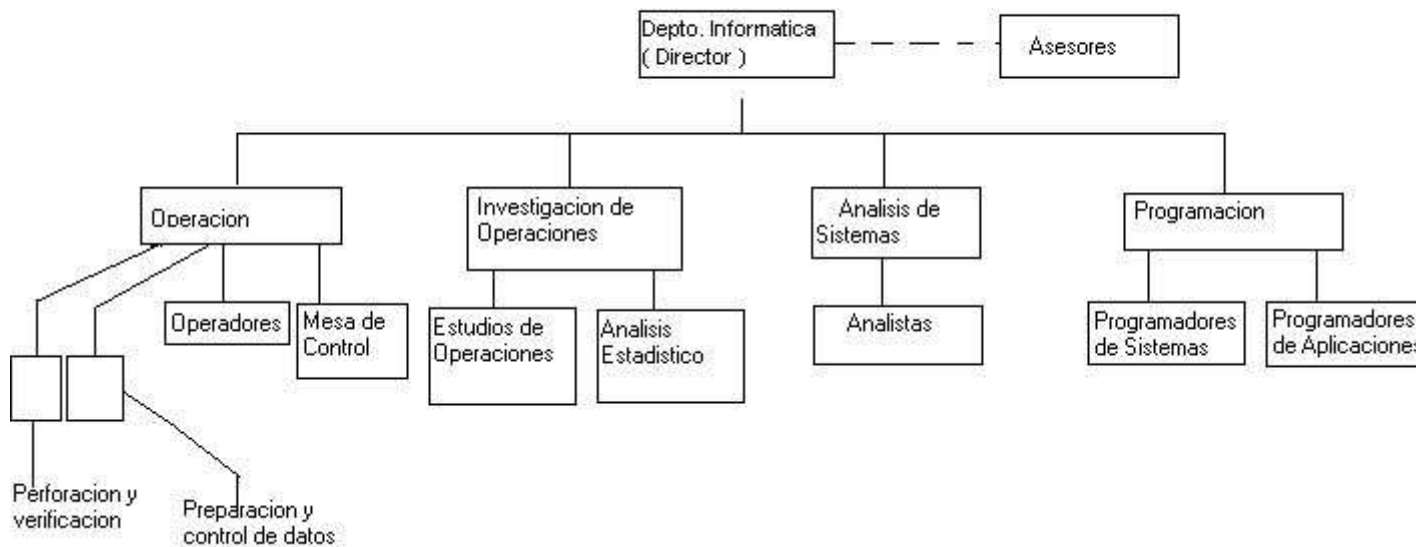 Depto. Informatica
( Director )
Asesores
Operacion
Investigacion de
Operaciones
Analisis de
Sistemas
Programacion
Operadores
Mesa de
Control
Estudios de
Operaciones
Analisis
Estadistico
Analistas
Programadores
de Sistemas
Programadores
de Aplicaciones
Perforacion y
verificacion
Preparacion y
control de datos